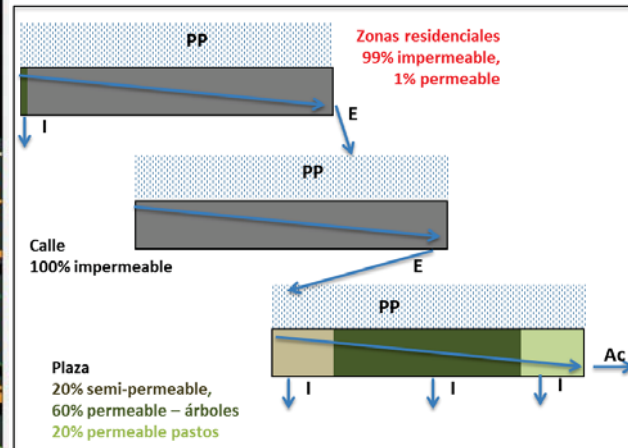 PP
Zonas residenciales
99% impermeable,
1% permeable
I
E
PP
Calle
100% impermeable
E
PP
Ac
Plaza
20% semi-permeable,
60% permeable – árboles
20% permeable pastos
I
I
I